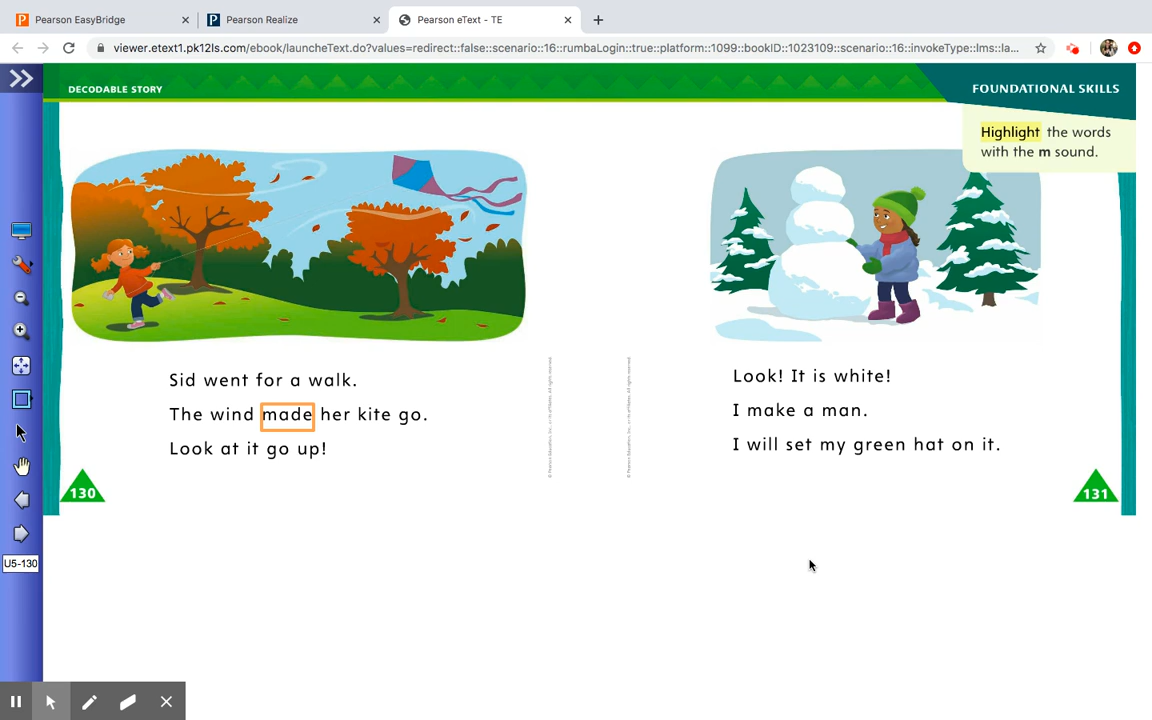 Pearson EasyBridge
Pearson Realize
Pearson eText - TE
viewer.etext1.pk12ls.com/ebook/launcheText.do?values=redirect::false::scenario::16::rumbaLogin::true::platform::1099::bookID::1023109::scenario::16::invokeType::lms::la...
DECODABLE STORY
FOUNDATIONAL SKILLS
Highlight the words
with the m sound.
Sid went for a walk.
The wind made her kite go.
Look at it go up!
130
Look! It is white!
I make a man.
I will set my green hat on it.
131
U5-130